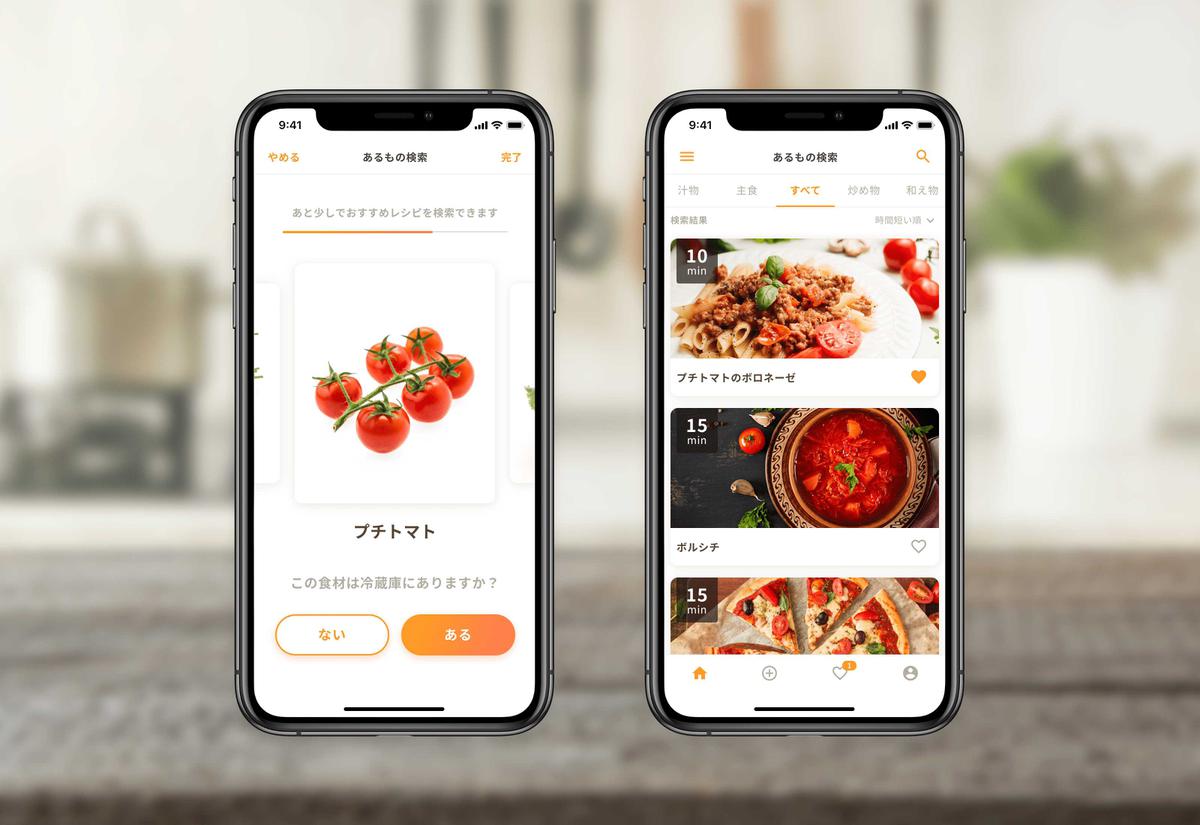 9:41
やめる
あるもの検索
完了
あと少しでおすすめレシピを検索できます
プチトマト
この食材は冷蔵庫にありますか？
ない
ある
9:41
あるもの検索
汁物 主食 すべて 炒め物 和え物
検索結果
時間短い順
10
min
プチトマトのボロネーゼ
15
min
ボルシチ
15
min
1